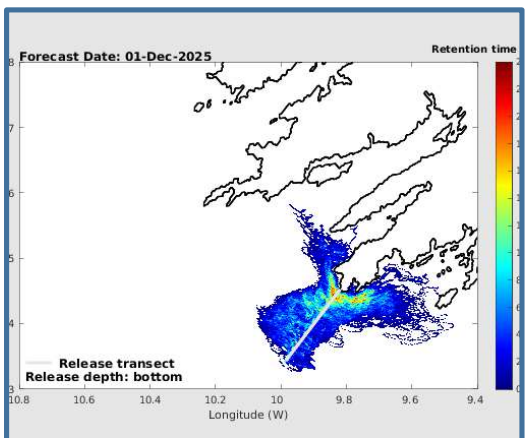 Forecast Date: 01-Dec-2025
Retention time
8
7
6
5
4
3
Release transect
Release depth: bottom
10.8
10.6
10.4
10.2
10
9.8
9.6
9.4
Longitude (W)